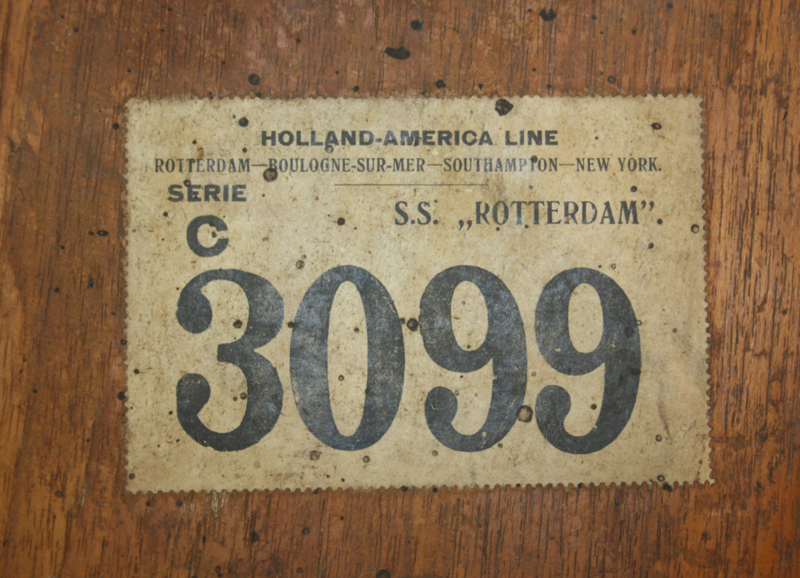 HOLLAND-AMERICA LINE
ROTTERDAM—BOULOGNE-SUR-MER—SOUTHAMPTON—NEW YORK.
SERIE
C
S.S. „ROTTERDAM”.
3099